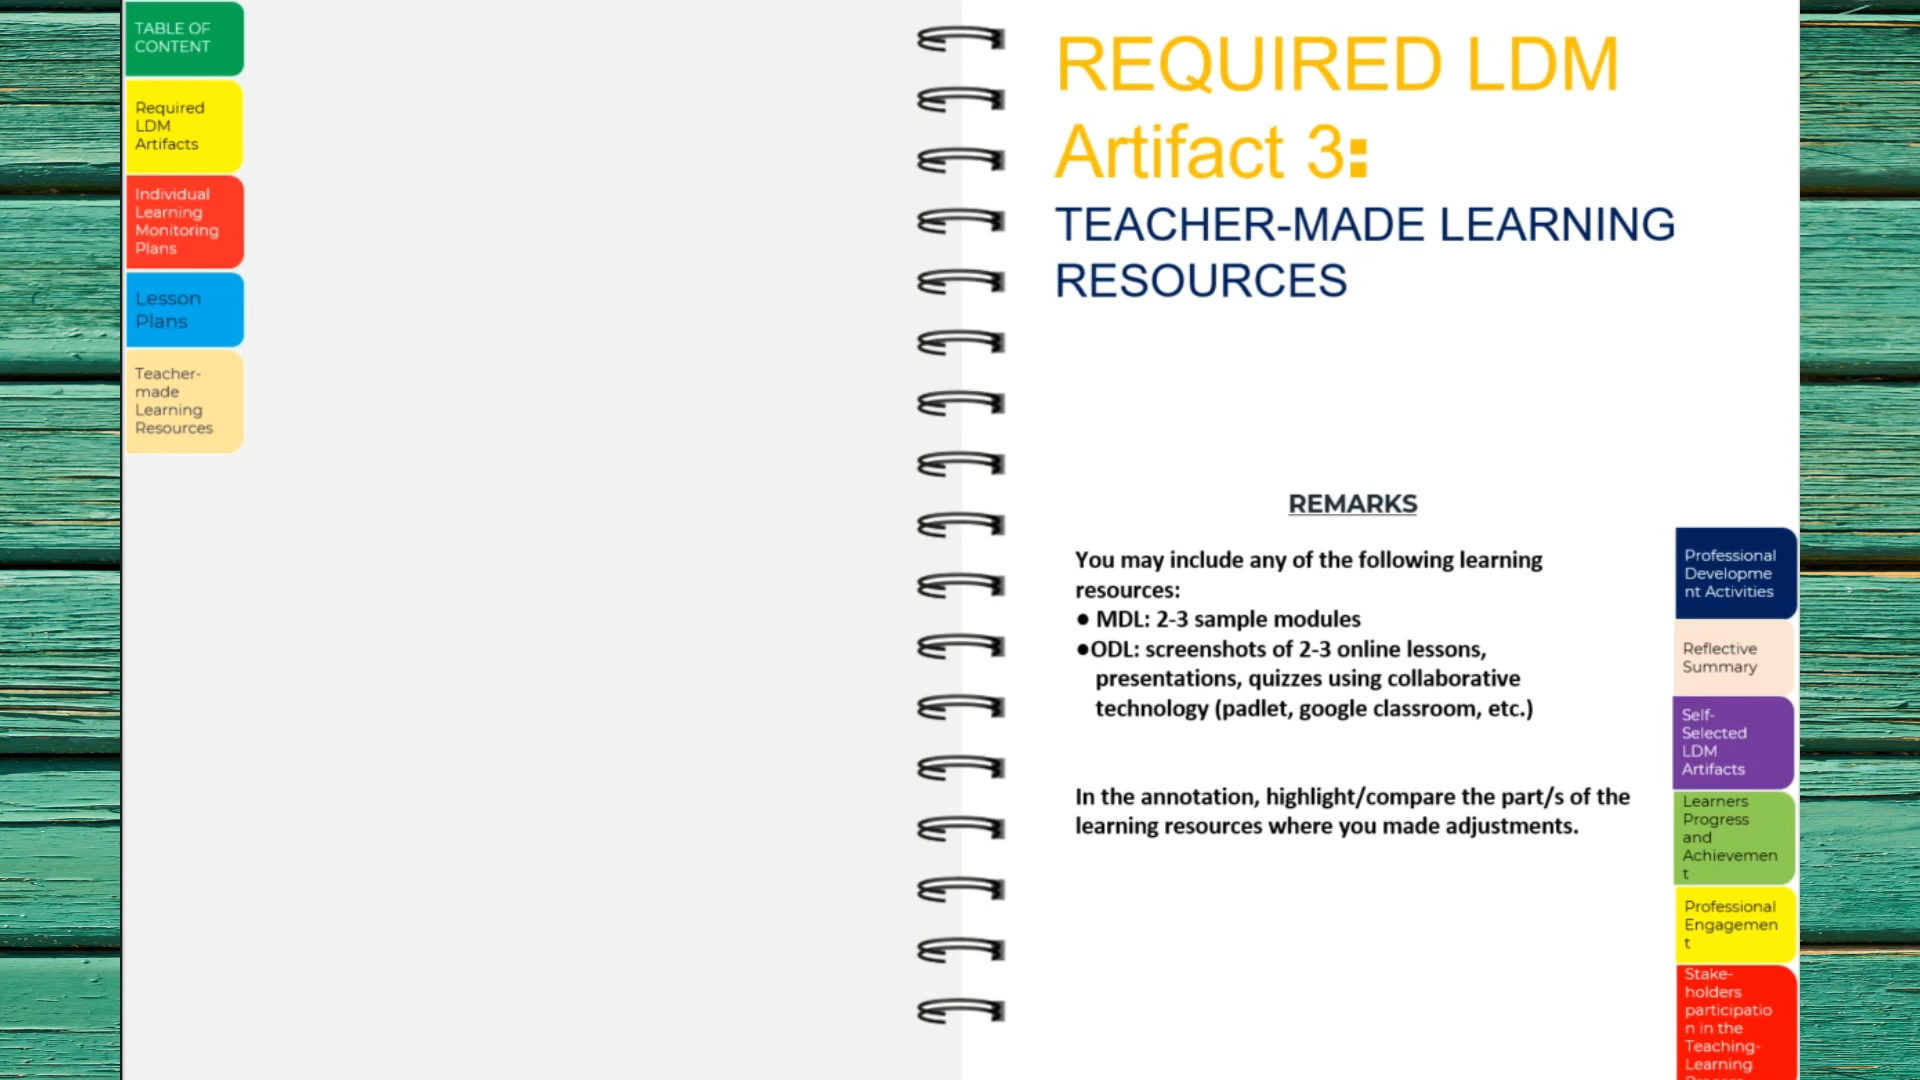 TABLE OF
CONTENT
Required
LDM
Artifacts
Individual
Learning
Monitoring
Plans
Lesson
Plans
Teacher-
made
Learning
Resources
REQUIRED LDM
Artifact 3:
TEACHER-MADE LEARNING
RESOURCES
REMARKS
You may include any of the following learning
resources:
● MDL: 2-3 sample modules
●ODL: screenshots of 2-3 online lessons,
presentations, quizzes using collaborative
technology (padlet, google classroom, etc.)
In the annotation, highlight/compare the part/s of the
learning resources where you made adjustments.
Professional
Developme
nt Activities
Reflective
Summary
Self-
Selected
LDM
Artifacts
Learners
Progress
and
Achievemen
t
Professional
Engagemen
t
Stake-
holders
participatio
n in the
Teaching-
Learning